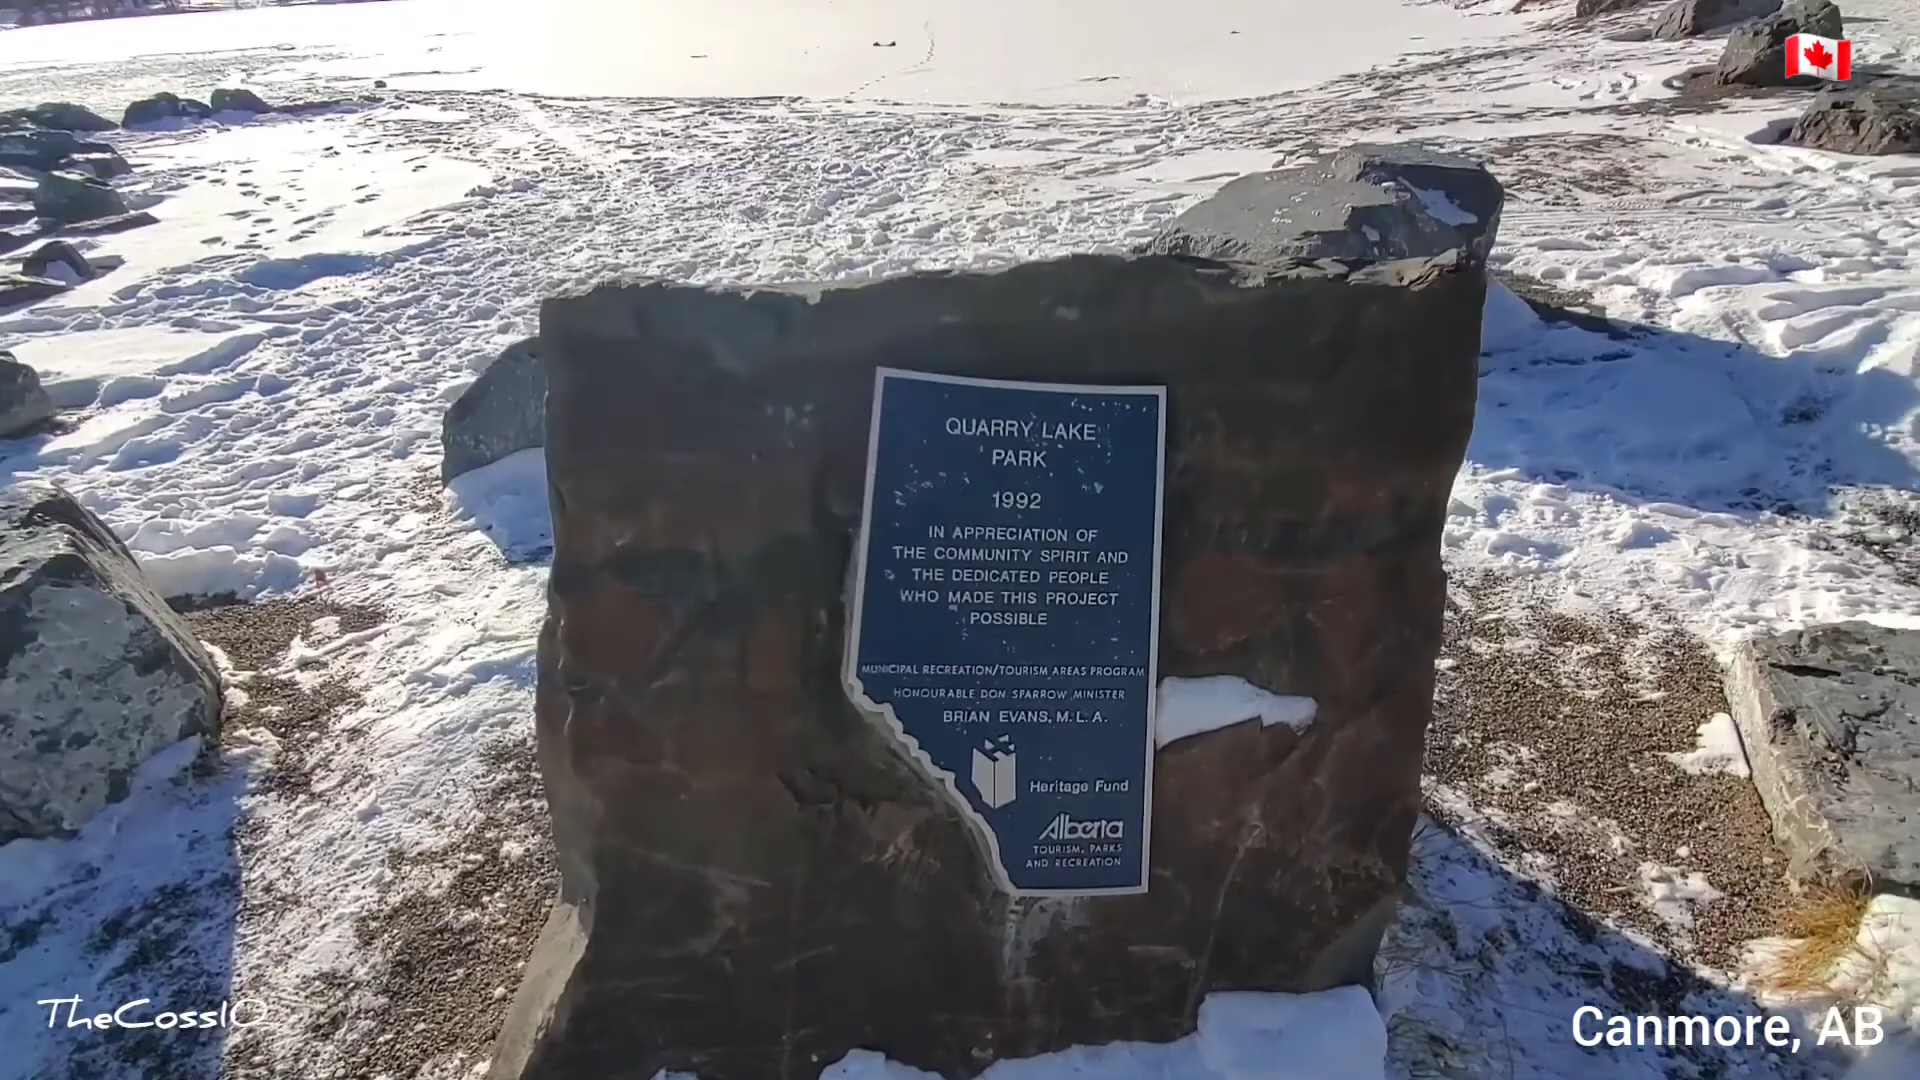 QUARRY LAKE
PARK
1992
IN APPRECIATION OF
THE COMMUNITY SPIRIT AND
THE DEDICATED PEOPLE
WHO MADE THIS PROJECT
POSSIBLE
MUNICIPAL RECREATION/TOURISM AREAS PROGRAM
HONOURABLE DON SPARROW MINISTER
BRIAN EVANS, M.L.A.
Heritage Fund
Alberta
TOURISM, PARKS
AND RECREATION
TheCoss10
Canmore, AB